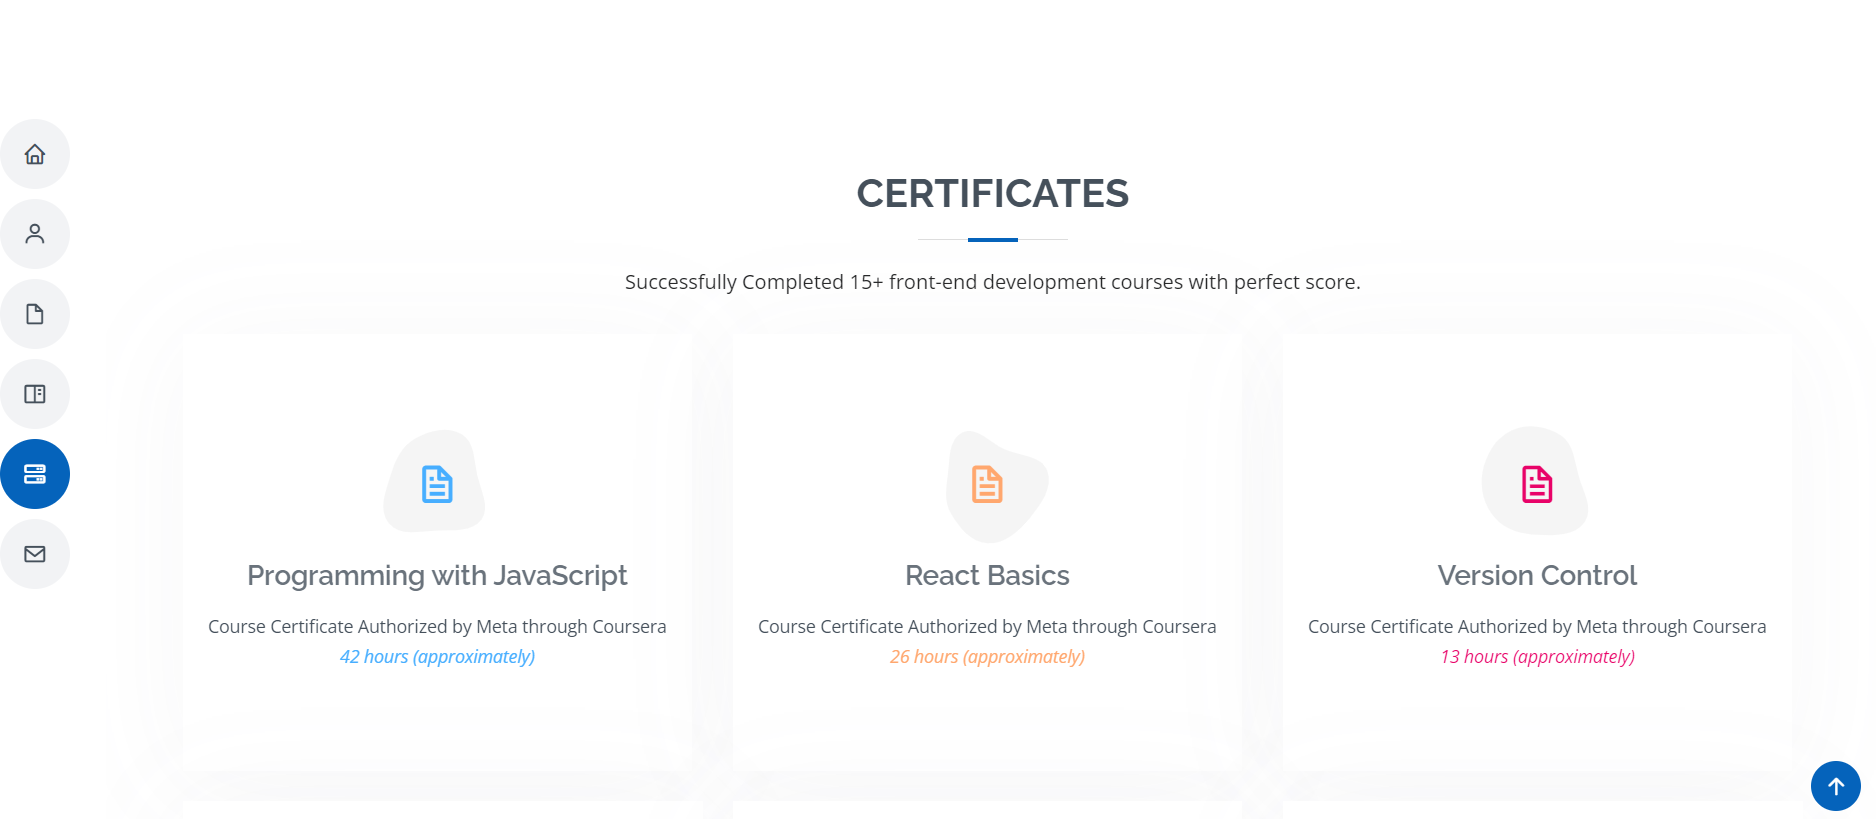 CERTIFICATES
Successfully Completed 15+ front-end development courses with perfect score.
Programming with JavaScript
Course Certificate Authorized by Meta through Coursera
42 hours (approximately)
React Basics
Course Certificate Authorized by Meta through Coursera
26 hours (approximately)
Version Control
Course Certificate Authorized by Meta through Coursera
13 hours (approximately)